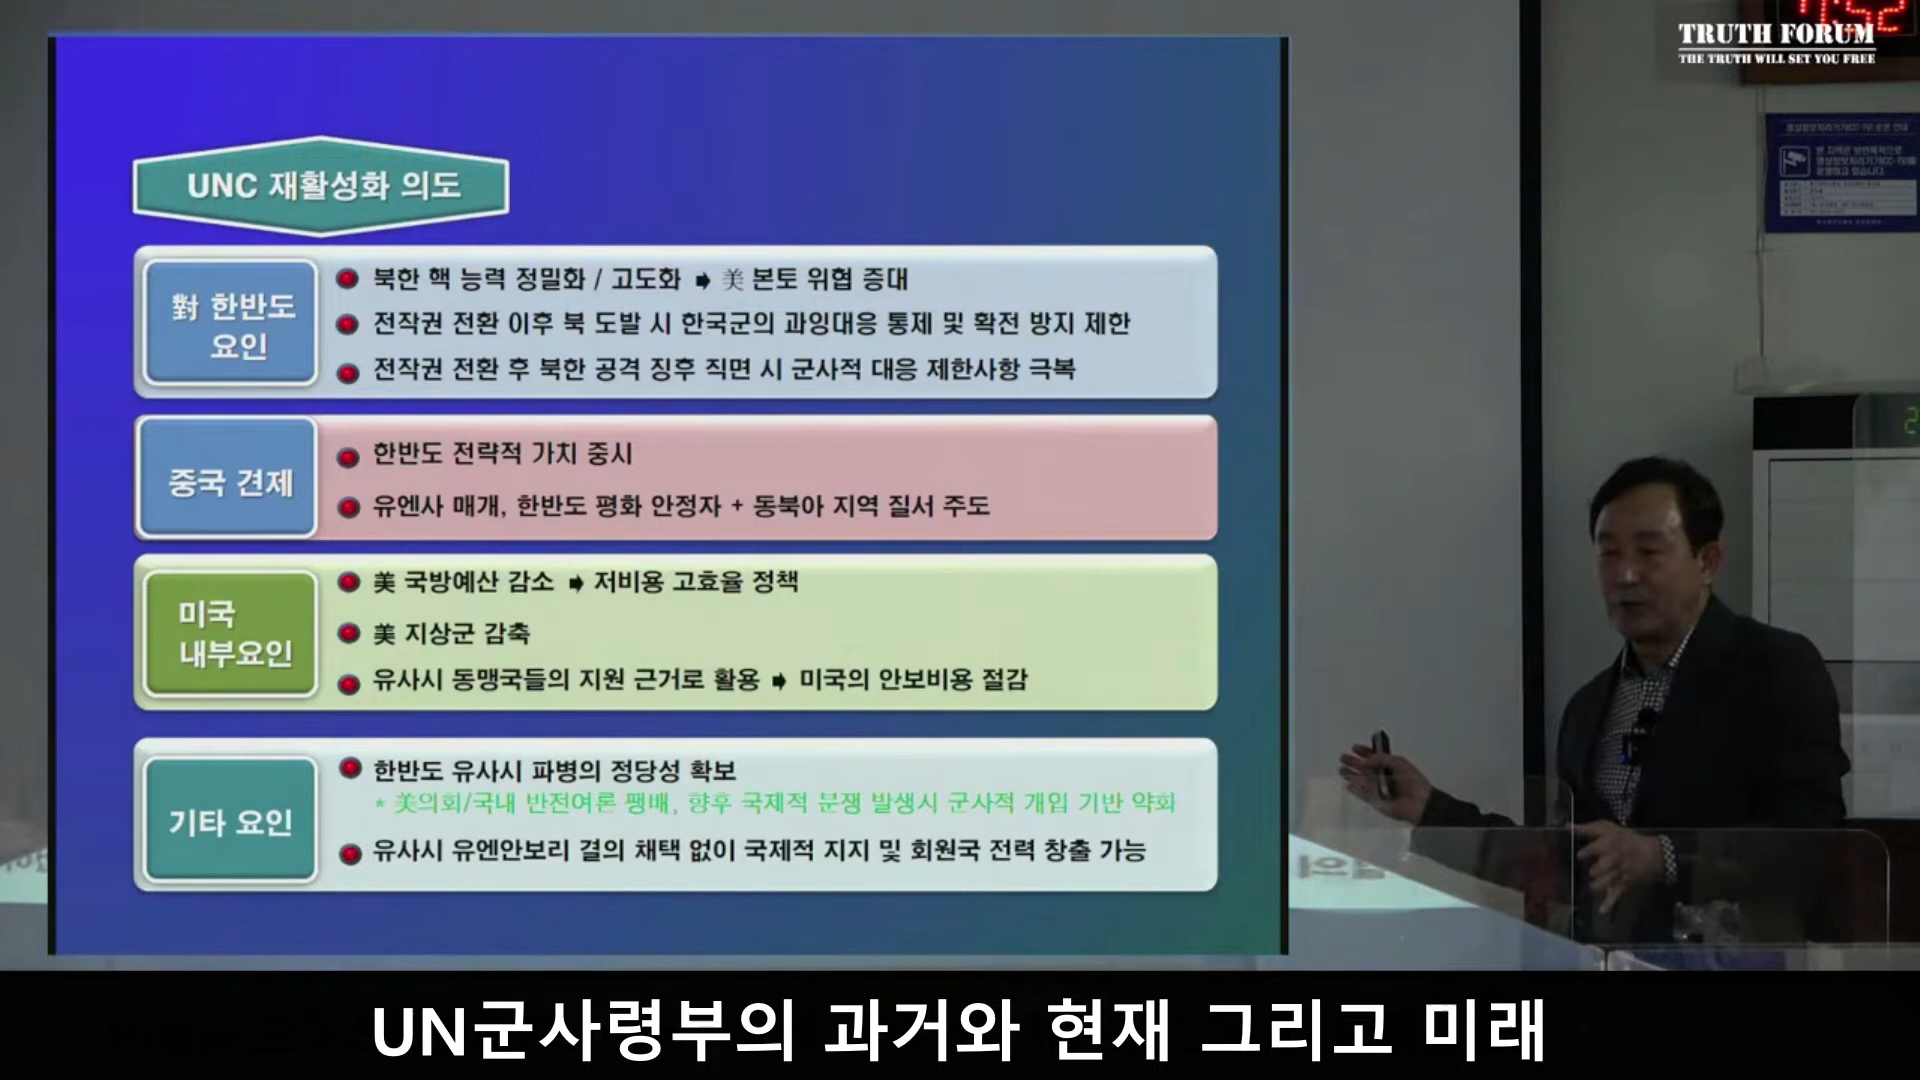 TRUTH FORUM
THE TRUTH WILL SET YOU FREE
UNC 재활성화 의도
對 한반도
요인
북한 핵 능력 정밀화 / 고도화 ➡ 美 본토 위협 증대
전작권 전환 이후 북 도발 시 한국군의 과잉대응 통제 및 확전 방지 제한
전작권 전환 후 북한 공격 징후 직면 시 군사적 대응 제한사항 극복
중국 견제
한반도 전략적 가치 중시
유엔사 매개, 한반도 평화 안정자 + 동북아 지역 질서 주도
미국
내부요인
美 국방예산 감소 ➡ 저비용 고효율 정책
美 지상군 감축
유사시 동맹국들의 지원 근거로 활용 ➡ 미국의 안보비용 절감
기타 요인
한반도 유사시 파병의 정당성 확보
* 美의회/국내 반전여론 팽배, 향후 국제적 분쟁 발생시 군사적 개입 기반 약화
유사시 유엔안보리 결의 채택 없이 국제적 지지 및 회원국 전력 창출 가능
UN군사령부의 과거와 현재 그리고 미래